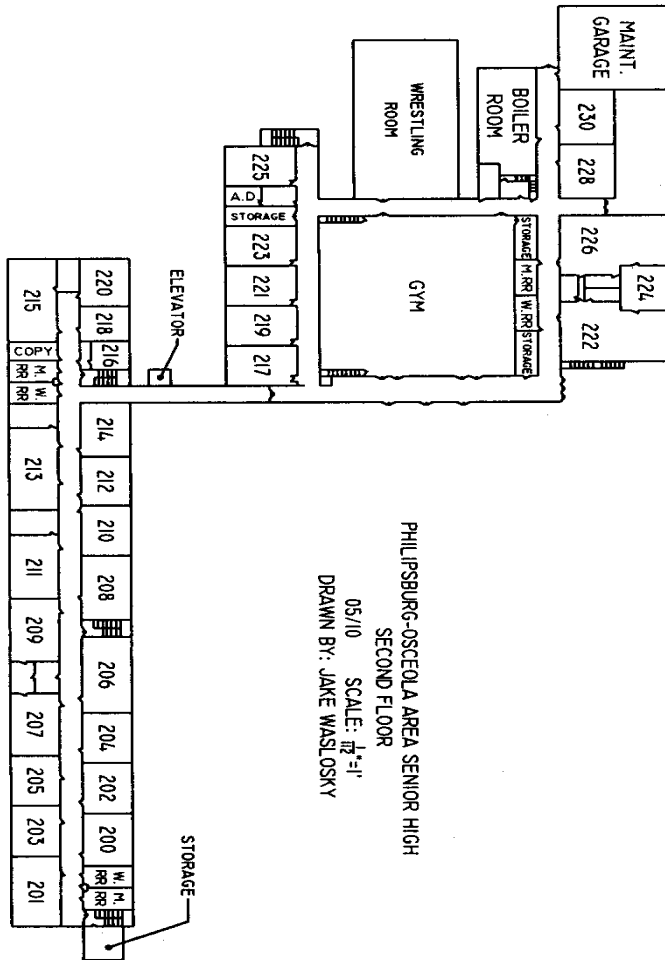 MAINT.
GARAGE
230
228
226
224
222
BOILER
ROOM
STORAGE
M.RR
W.RR
STORAGE
WRESTLING
ROOM
GYM
PHILIPSBURG-OSCEOLA AREA SENIOR HIGH
SECOND FLOOR
05/10 SCALE: "=1'
DRAWN BY: JAKE WASLOSKY
225
A.D.
STORAGE
223
221
219
217
ELEVATOR
STORAGE
220
218
216
214
212
210
208
206
204
202
200
W.
RR
M.
RR
215
COPY
M.
RR
W.
RR
213
211
209
207
205
203
201